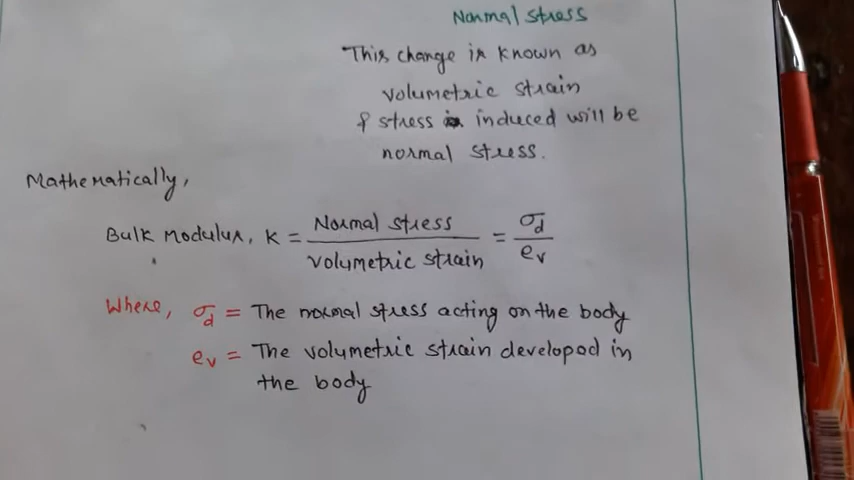 Normal stress
This change is known as
volumetric strain
& stress induced will be
normal stress.
Mathematically,
Bulk Modulus, K = Normal stress / volumetric strain = σd / ev
Where, σd = The normal stress acting on the body
ev = The volumetric strain developed in
the body